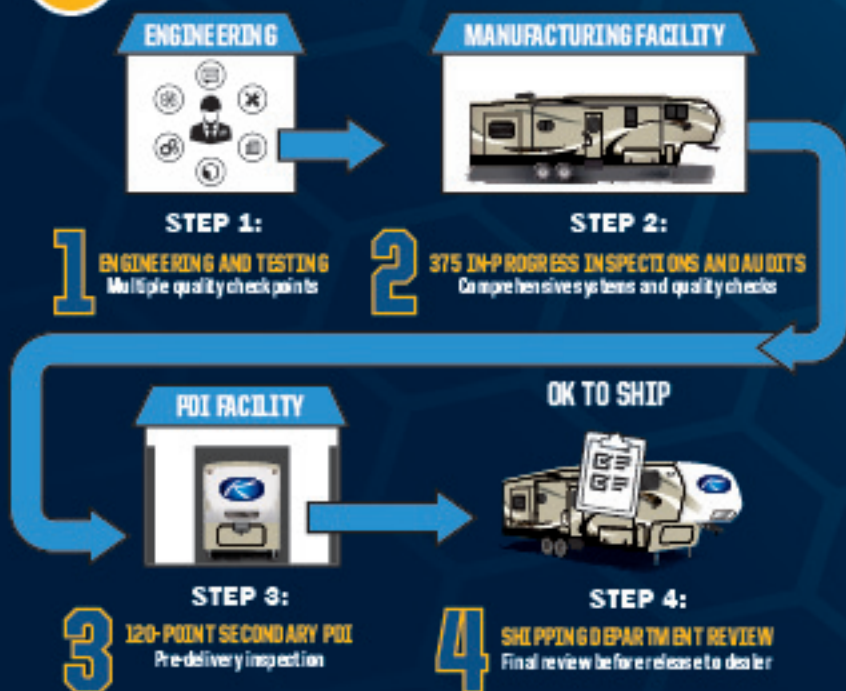 ENGINEERING
MANUFACTURING FACILITY
STEP 1:
1
ENGINEERING AND TESTING
Multiple quality checkpoints
STEP 2:
2
375 IN-PROGRESS INSPECTIONS AND AUDITS
Comprehensive systems and quality checks
PDI FACILITY
OK TO SHIP
K
STEP 3:
3
120-POINT SECONDARY PDI
Pre-delivery inspection
K
STEP 4:
4
SHIPPING DEPARTMENT REVIEW
Final review before release to dealer